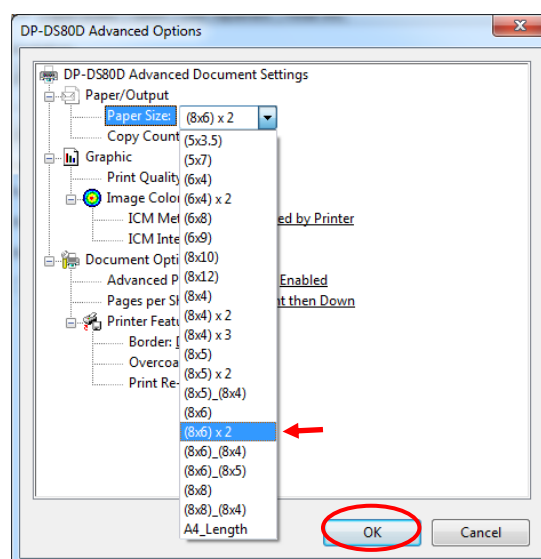 DP-DS80D Advanced Options
DP-DS80D Advanced Document Settings
Paper/Output
Paper Size: (8x6) x 2
Copy Count
(5x3.5)
(5x7)
Graphic
Print Quality
(6x4)
Image Color
(6x4) x 2
ICM Met
(6x8)
ed by Printer
ICM Inte
(6x9)
Document Opti
(8x10)
Advanced P
(8x12)
Enabled
Pages per Sh
(8x4)
nt then Down
(8x4) x 2
Printer Featu
(8x4) x 3
Border:
(8x5)
Overcoa
(8x5) x 2
Print Re-
(8x5)_(8x4)
(8x6)
(8x6) x 2
(8x6)_(8x4)
(8x6)_(8x5)
(8x8)
(8x8)_(8x4)
A4_Length
OK
Cancel